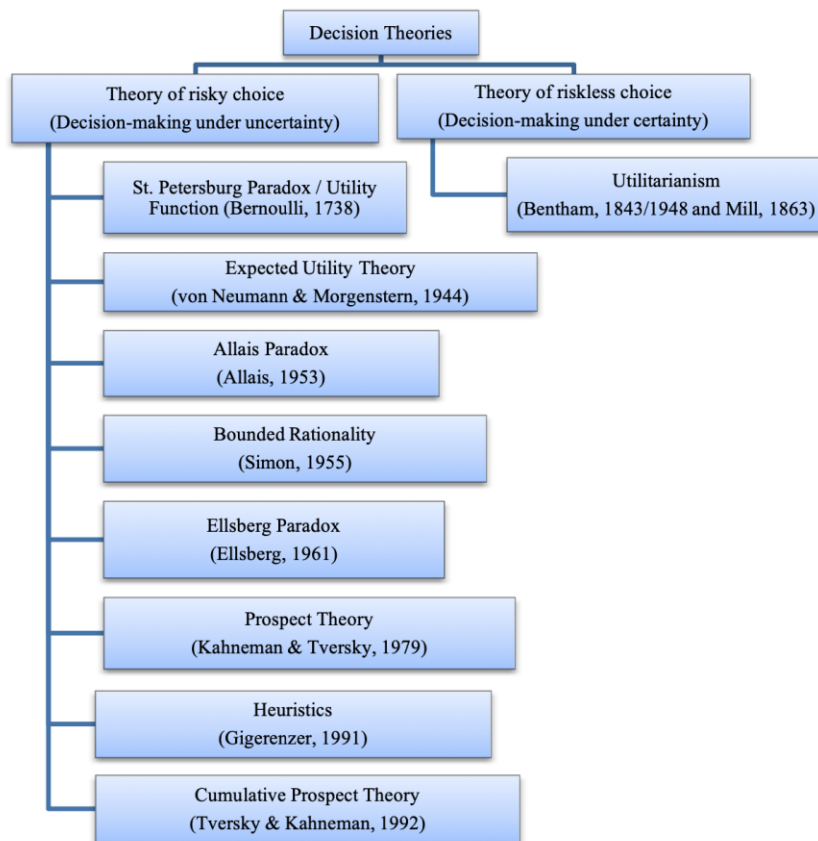 Decision Theories
Theory of risky choice
(Decision-making under uncertainty)
Theory of riskless choice
(Decision-making under certainty)
St. Petersburg Paradox / Utility
Function (Bernoulli, 1738)
Utilitarianism
(Bentham, 1843/1948 and Mill, 1863)
Expected Utility Theory
(von Neumann & Morgenstern, 1944)
Allais Paradox
(Allais, 1953)
Bounded Rationality
(Simon, 1955)
Ellsberg Paradox
(Ellsberg, 1961)
Prospect Theory
(Kahneman & Tversky, 1979)
Heuristics
(Gigerenzer, 1991)
Cumulative Prospect Theory
(Tversky & Kahneman, 1992)